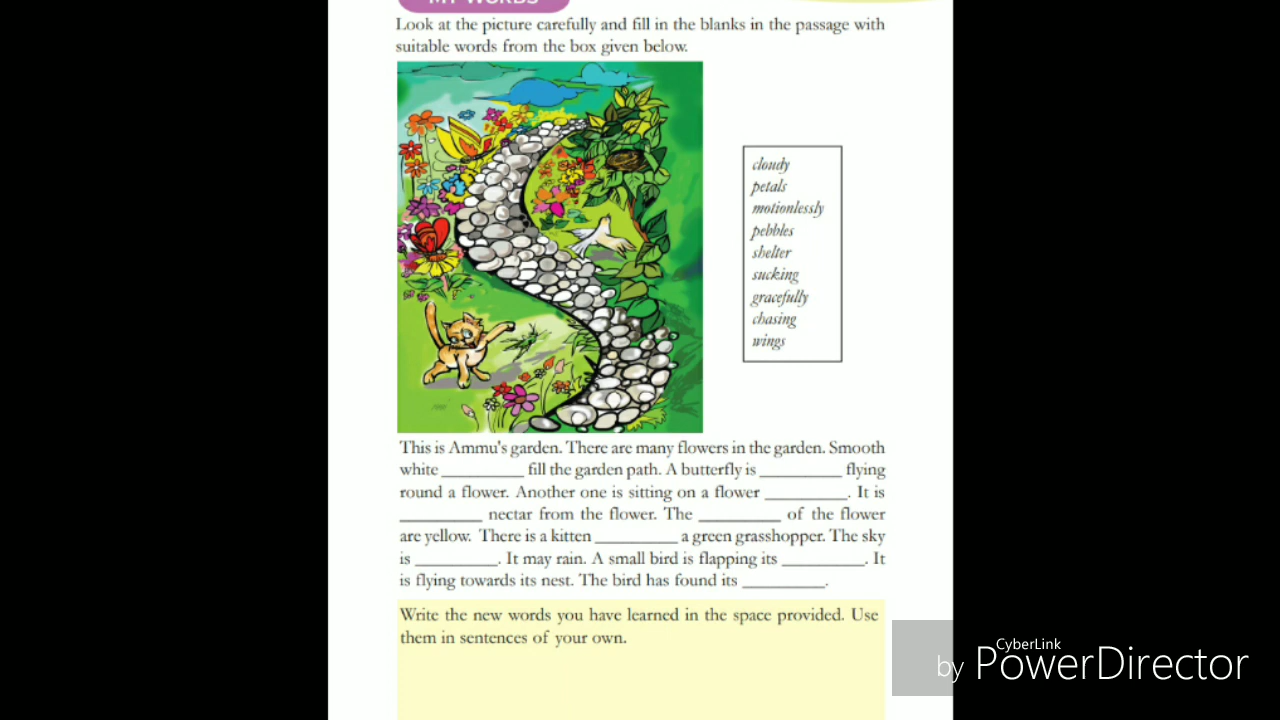 MY WORDS
Look at the picture carefully and fill in the blanks in the passage with
suitable words from the box given below.
cloudy
petals
motionlessly
pebbles
shelter
sucking
gracefully
chasing
wings
This is Ammu's garden. There are many flowers in the garden. Smooth
white __________ fill the garden path. A butterfly is __________ flying
round a flower. Another one is sitting on a flower __________. It is
__________ nectar from the flower. The __________ of the flower
are yellow. There is a kitten __________ a green grasshopper. The sky
is __________. It may rain. A small bird is flapping its __________. It
is flying towards its nest. The bird has found its __________.
Write the new words you have learned in the space provided. Use
them in sentences of your own.
CyberLink
by PowerDirector